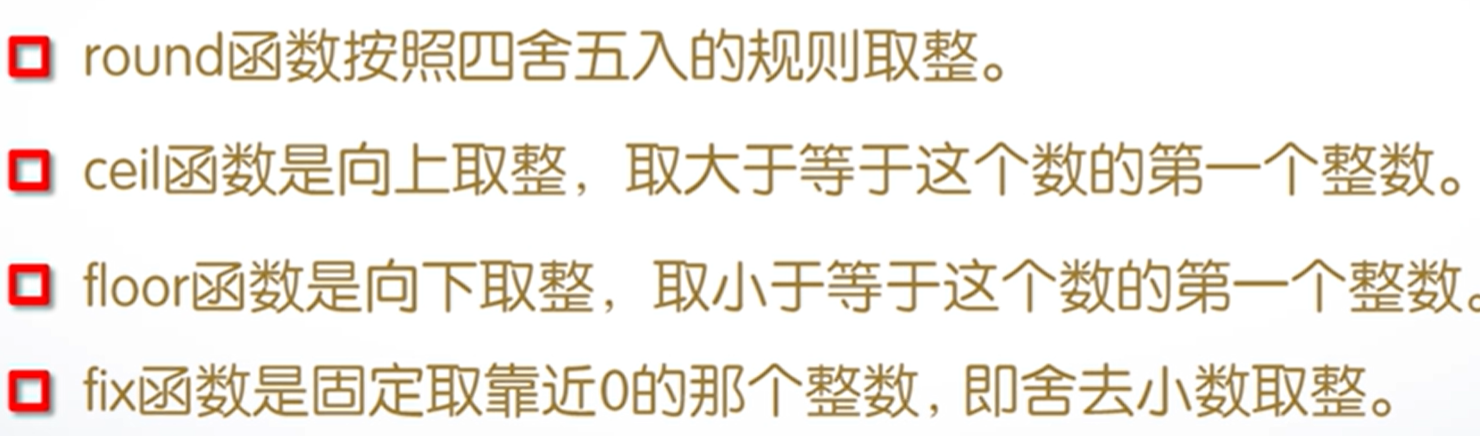 round函数按照四舍五入的规则取整。
ceil函数是向上取整，取大于等于这个数的第一个整数。
floor函数是向下取整，取小于等于这个数的第一个整数。
fix函数是固定取靠近0的那个整数，即舍去小数取整。